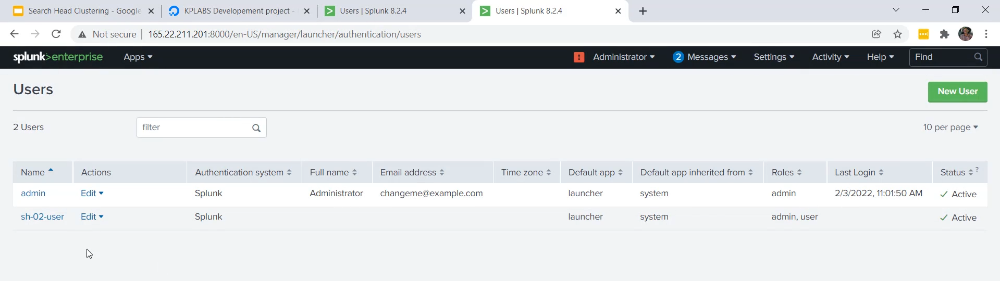 Search Head Clustering - Google
KPLABS Developement project -
Users | Splunk 8.2.4
Users | Splunk 8.2.4
Not secure | 165.22.211.201:8000/en-US/manager/launcher/authentication/users
splunk>enterprise Apps ! Administrator 2 Messages Settings Activity Help Find
Users
New User
2 Users filter 10 per page
Name Actions Authentication system Full name Email address Time zone Default app Default app inherited from Roles Last Login Status ?
admin Edit Splunk Administrator changeme@example.com launcher system admin 2/3/2022, 11:01:50 AM Active
sh-02-user Edit Splunk launcher system admin, user Active